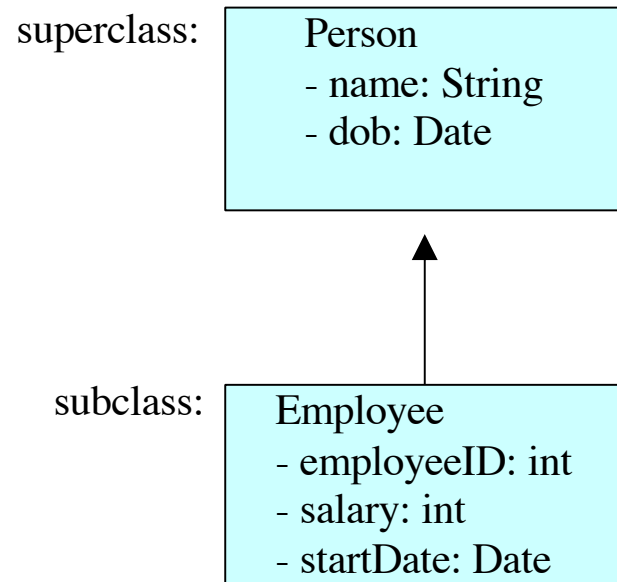 superclass:
Person
- name: String
- dob: Date
subclass:
Employee
- employeeID: int
- salary: int
- startDate: Date